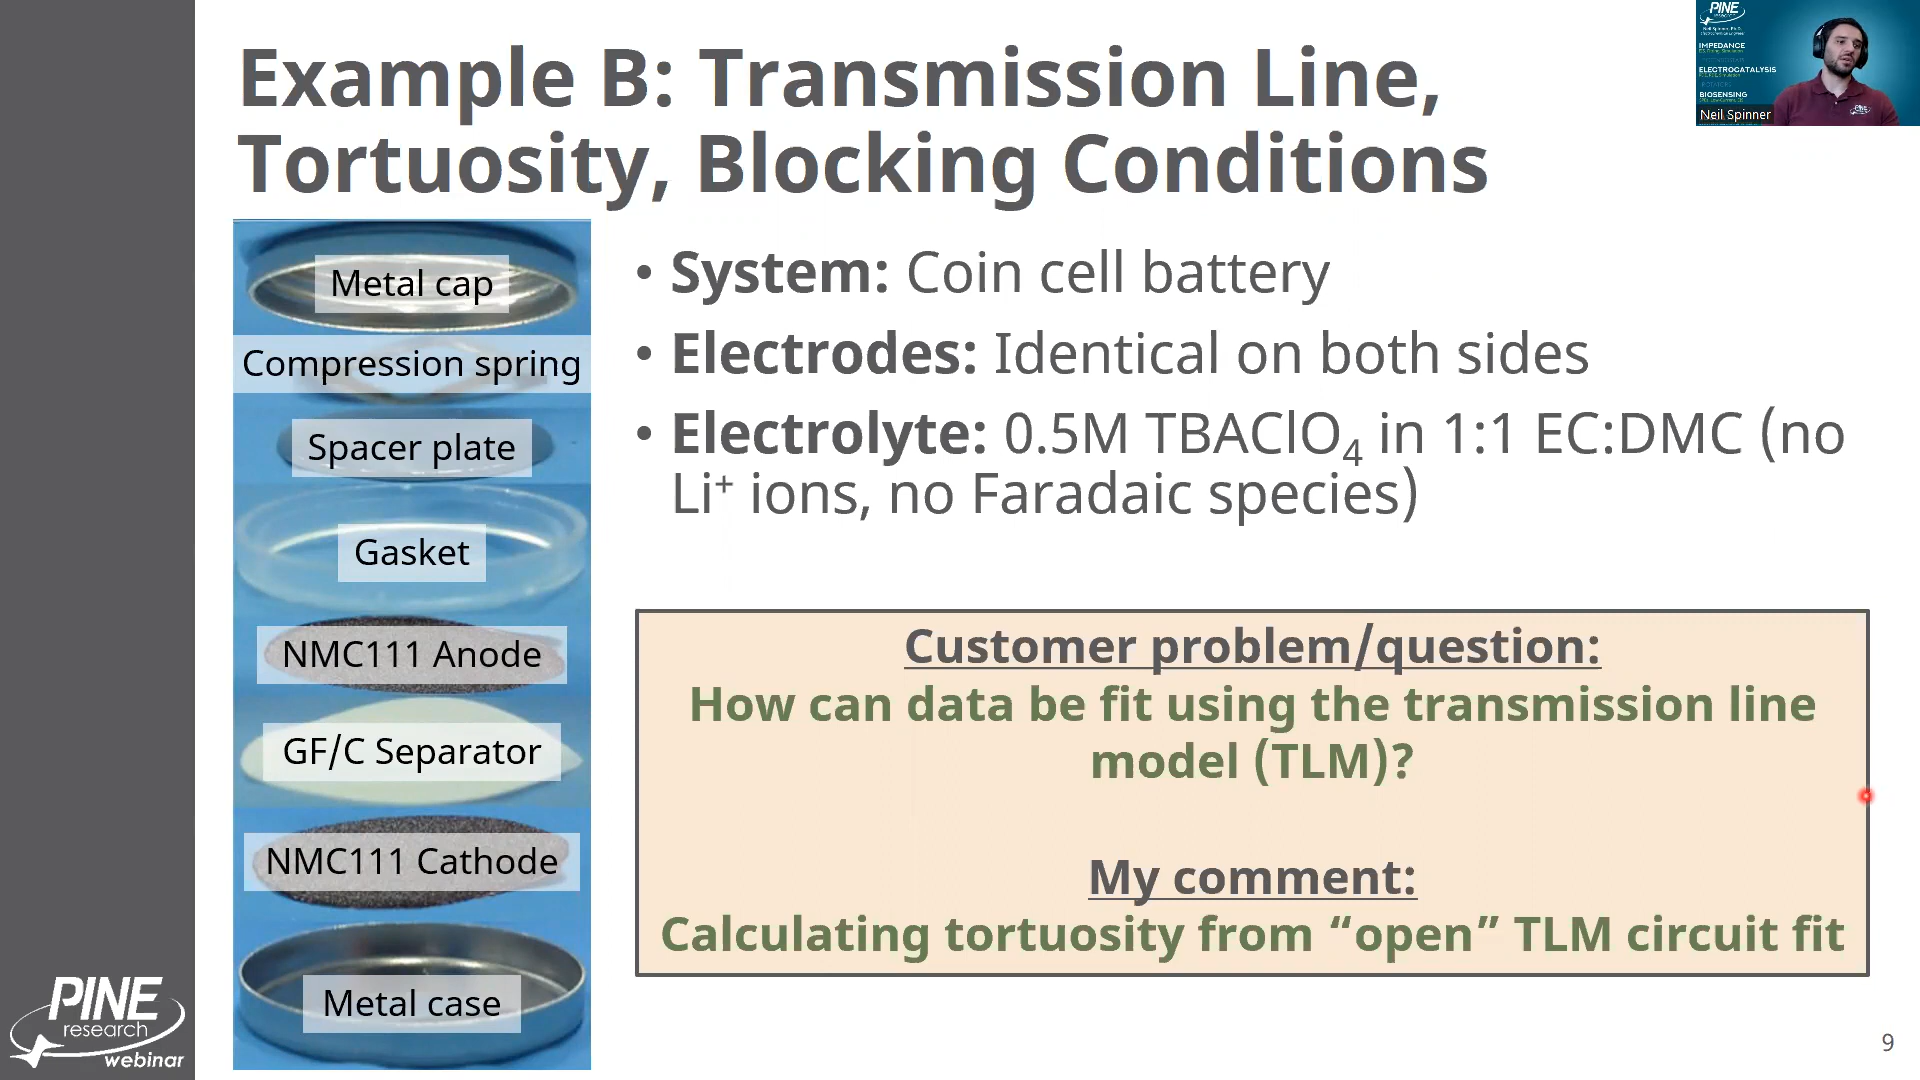 Example B: Transmission Line,
Tortuosity, Blocking Conditions
Metal cap
Compression spring
Spacer plate
Gasket
NMC111 Anode
GF/C Separator
NMC111 Cathode
Metal case
• System: Coin cell battery
• Electrodes: Identical on both sides
• Electrolyte: 0.5M TBAClO₄ in 1:1 EC:DMC (no
Li⁺ ions, no Faradaic species)
Customer problem/question:
How can data be fit using the transmission line
model (TLM)?
My comment:
Calculating tortuosity from “open” TLM circuit fit
PINE
research
webinar
9
PINE
IMPEDANCE
ELECTROCATALYSIS
BIOSENSING
Neil Spinner
PINE